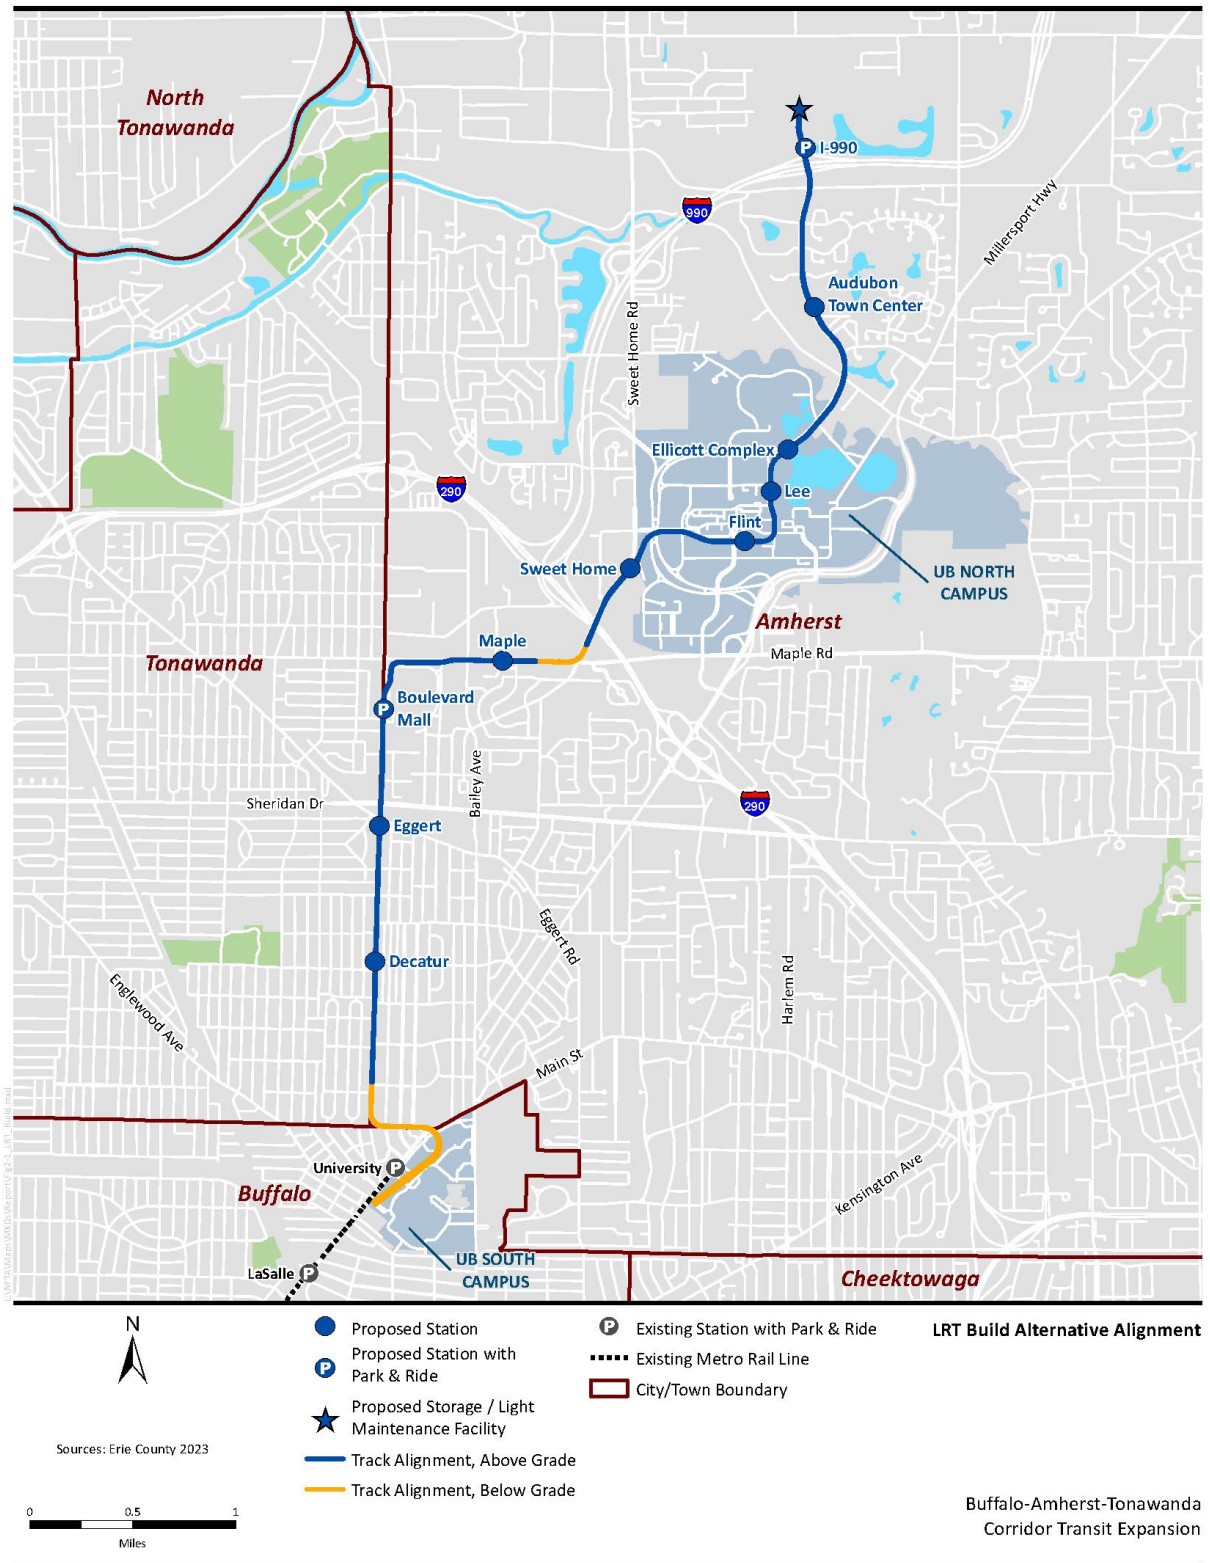 North
Tonawanda
I-990
990
Millersport Hwy
Audubon
Town Center
Sweet Home Rd
Ellicott Complex
290
Lee
Flint
Sweet Home
UB NORTH
CAMPUS
Amherst
Maple
Maple Rd
Tonawanda
Boulevard
Mall
Bailey Ave
Sheridan Dr
290
Eggert
Eggert Rd
Decatur
Harlem Rd
Englewood Ave
Main St
University
Kensington Ave
Buffalo
UB SOUTH
CAMPUS
LaSalle
Cheektowaga
N
Proposed Station
Proposed Station with
Park & Ride
Proposed Storage / Light
Maintenance Facility
Track Alignment, Above Grade
Track Alignment, Below Grade
P Existing Station with Park & Ride
Existing Metro Rail Line
City/Town Boundary
LRT Build Alternative Alignment
Sources: Erie County 2023
0 0.5 1
Miles
Buffalo-Amherst-Tonawanda
Corridor Transit Expansion